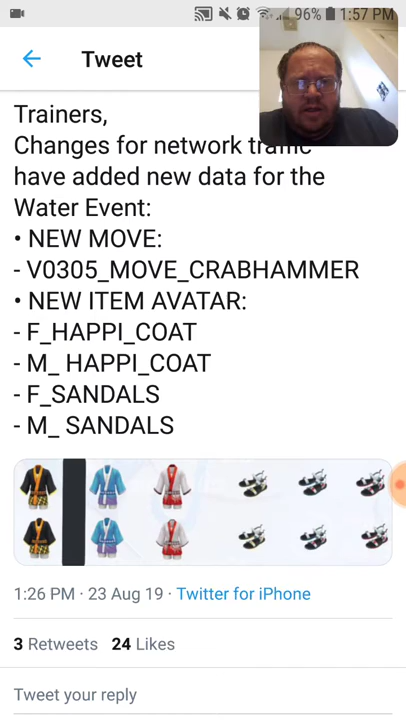 96% 1:57 PM
Tweet
Trainers,
Changes for network traffic
have added new data for the
Water Event:
• NEW MOVE:
- V0305_MOVE_CRABHAMMER
• NEW ITEM AVATAR:
- F_HAPPI_COAT
- M_ HAPPI_COAT
- F_SANDALS
- M_ SANDALS
1:26 PM · 23 Aug 19 · Twitter for iPhone
3 Retweets 24 Likes
Tweet your reply